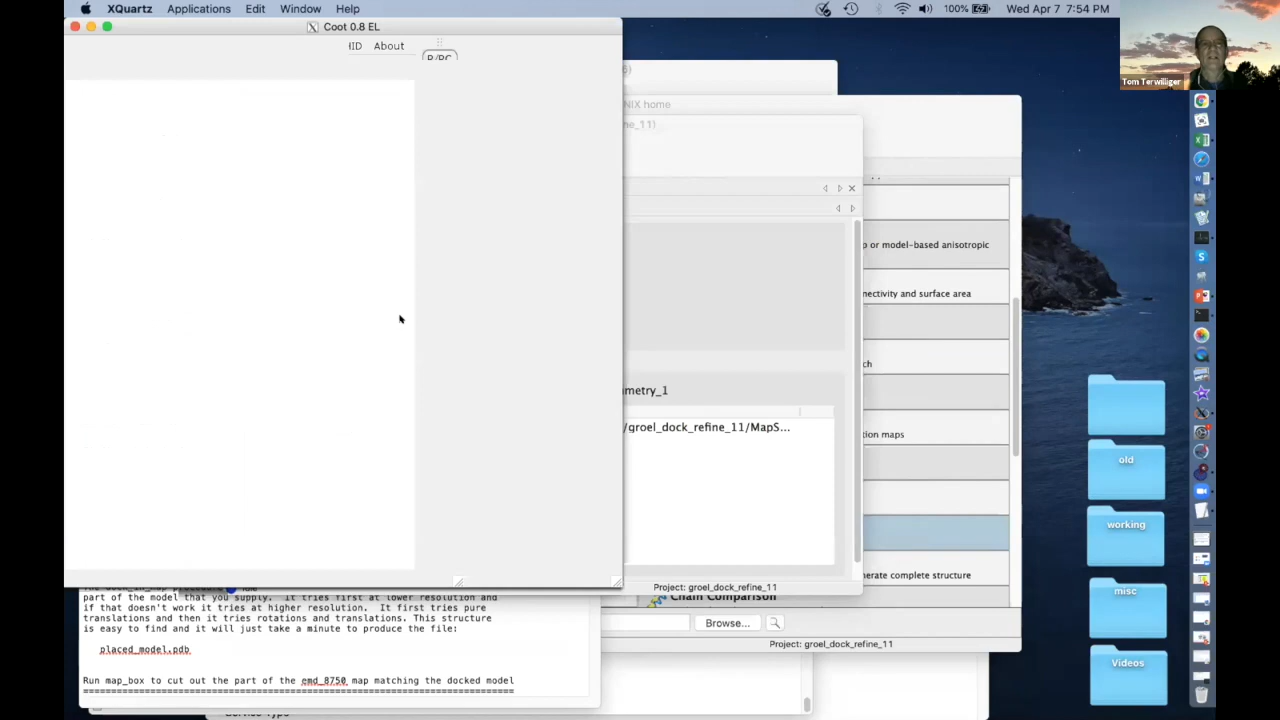 XQuartz Applications Edit Window Help
100% Wed Apr 7 7:54 PM
Coot 0.8 EL
Tom Terwilliger
HID About
R/RC
NIX home
ne_11)
p or model-based anisotropic
nectivity and surface area
ch
mmetry_1
/groel_dock_refine_11/MapS...
tion maps
old
working
nerate complete structure
Project: groel_dock_refine_11
misc
Chain Comparison
part of the model that you supply. It tries first at lower resolution and
if that doesn't work it tries at higher resolution. It first tries pure
translations and then it tries rotations and translations. This structure
is easy to find and it will just take a minute to produce the file:
Browse...
Project: groel_dock_refine_11
placed_model.pdb
Videos
Run map_box to cut out the part of the emd_8750 map matching the docked model